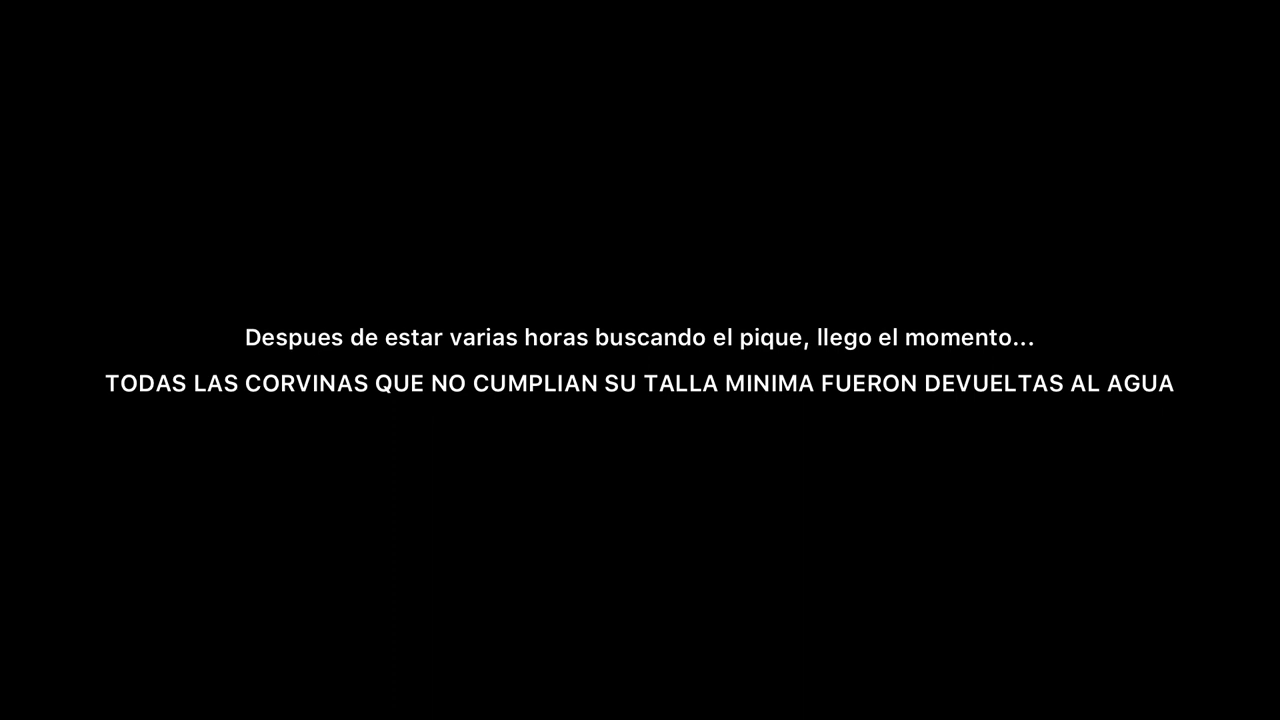 Despues de estar varias horas buscando el pique, llego el momento...
TODAS LAS CORVINAS QUE NO CUMPLIAN SU TALLA MINIMA FUERON DEVUELTAS AL AGUA